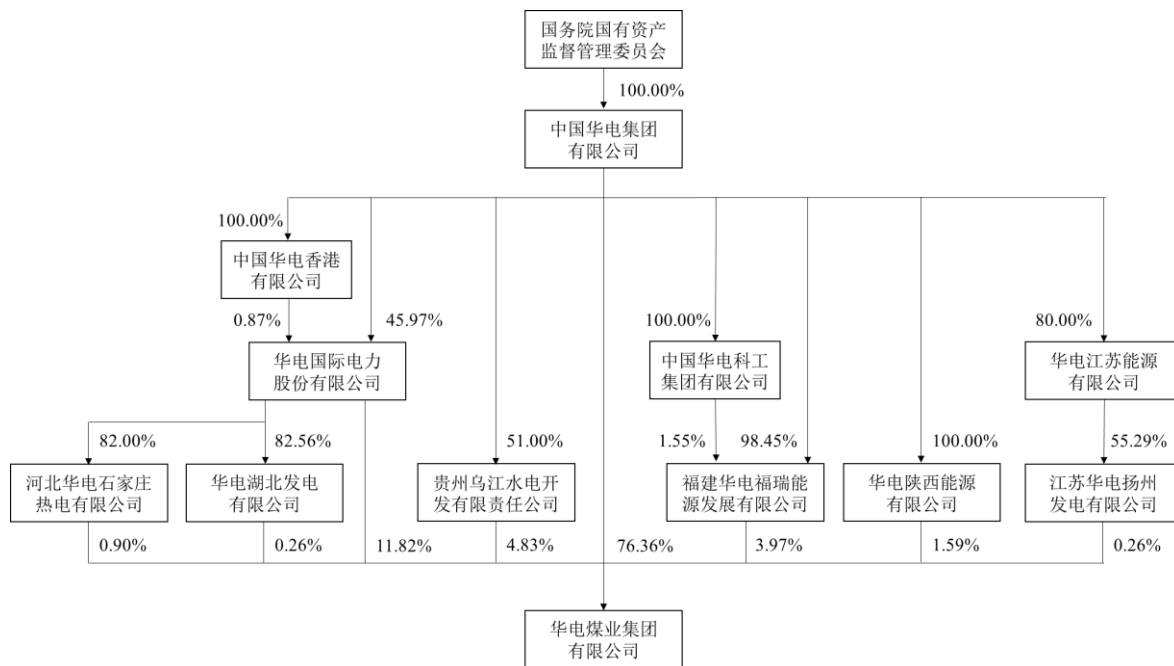 国务院国有资产
监督管理委员会
100.00%
中国华电集团
有限公司
100.00%
中国华电香港
有限公司
0.87%
45.97%
100.00%
80.00%
华电国际电力
股份有限公司
中国华电科工
集团有限公司
华电江苏能源
有限公司
82.00%
82.56%
51.00%
1.55%
98.45%
100.00%
55.29%
河北华电石家庄
热电有限公司
华电湖北发电
有限公司
贵州乌江水电开
发有限责任公司
福建华电福瑞能
源发展有限公司
华电陕西能源
有限公司
江苏华电扬州
发电有限公司
0.90%
0.26%
11.82%
4.83%
76.36%
3.97%
1.59%
0.26%
华电煤业集团
有限公司